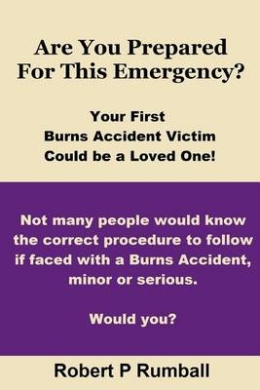 Are You Prepared
For This Emergency?
Your First
Burns Accident Victim
Could be a Loved One!
Not many people would know
the correct procedure to follow
if faced with a Burns Accident,
minor or serious.
Would you?
Robert P Rumball